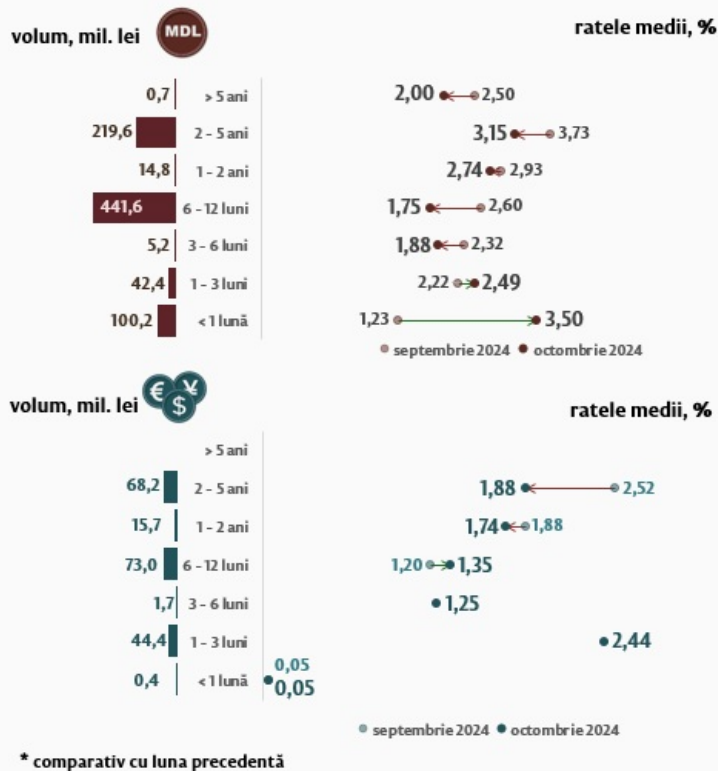 volum, mil. lei MDL ratele medii, %
0,7 > 5 ani 2,00 2,50
219,6 2 - 5 ani 3,15 3,73
14,8 1 - 2 ani 2,74 2,93
441,6 6 - 12 luni 1,75 2,60
5,2 3 - 6 luni 1,88 2,32
42,4 1 - 3 luni 2,22 2,49
100,2 < 1 lună 1,23 3,50
septembrie 2024 octombrie 2024
volum, mil. lei € ¥ $ ratele medii, %
> 5 ani
68,2 2 - 5 ani 1,88 2,52
15,7 1 - 2 ani 1,74 1,88
73,0 6 - 12 luni 1,20 1,35
1,7 3 - 6 luni 1,25
44,4 1 - 3 luni 2,44
0,05
0,4 < 1 lună 0,05
septembrie 2024 octombrie 2024
* comparativ cu luna precedentă